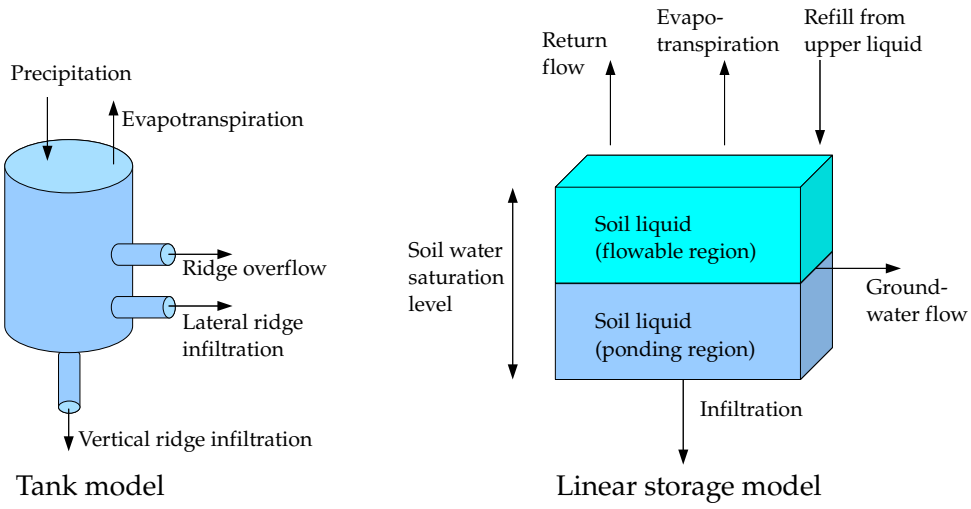 Precipitation
Evapotranspiration
Ridge overflow
Lateral ridge
infiltration
Vertical ridge infiltration
Tank model
Return
flow
Evapo-
transpiration
Refill from
upper liquid
Soil water
saturation
level
Soil liquid
(flowable region)
Soil liquid
(ponding region)
Ground-
water flow
Infiltration
Linear storage model